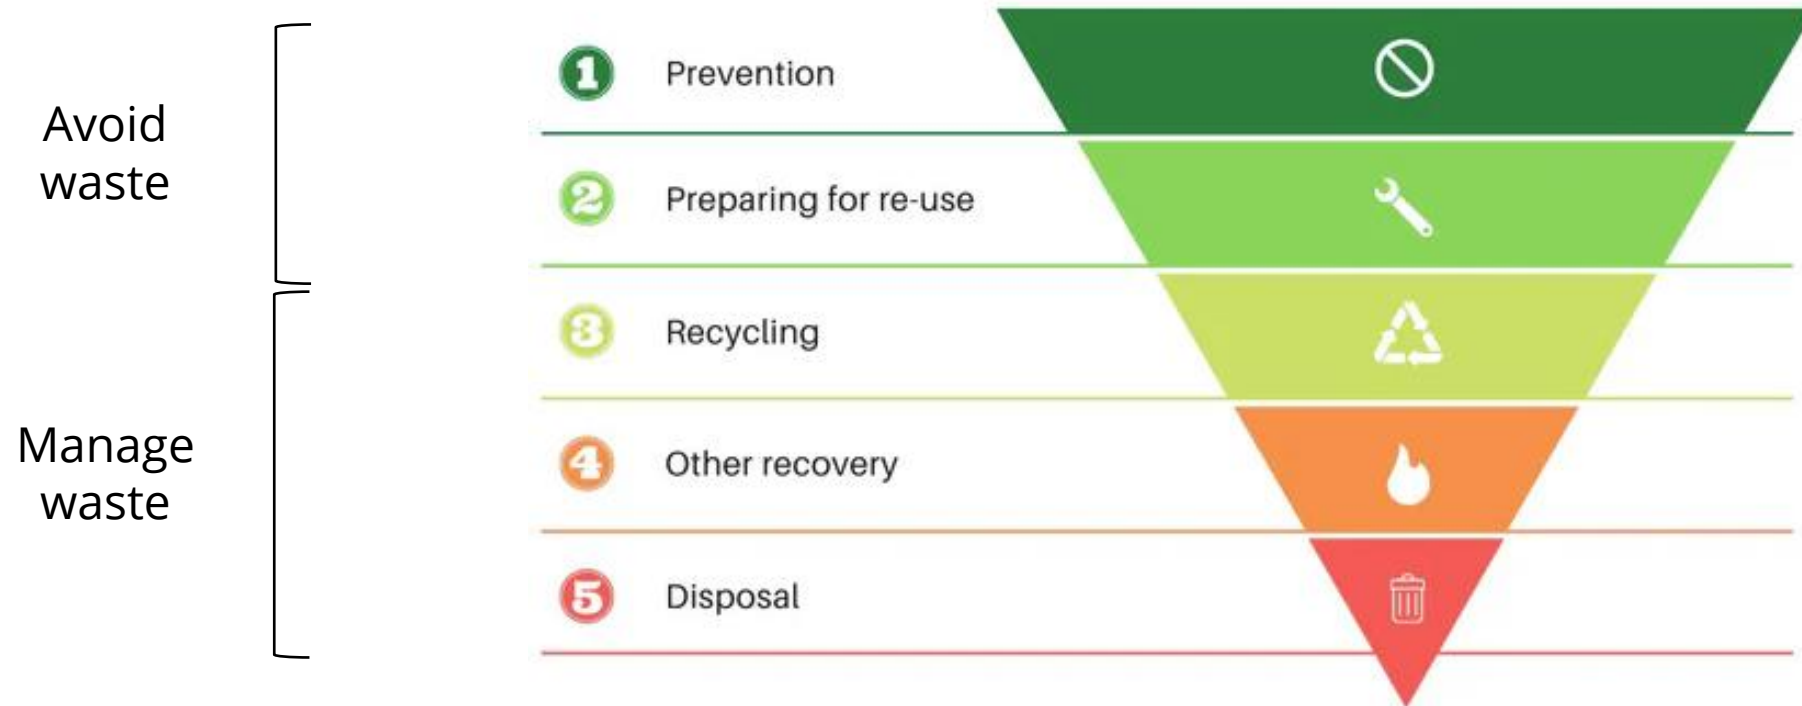 Avoid
waste
1 Prevention
2 Preparing for re-use
3 Recycling
Manage
waste
4 Other recovery
5 Disposal